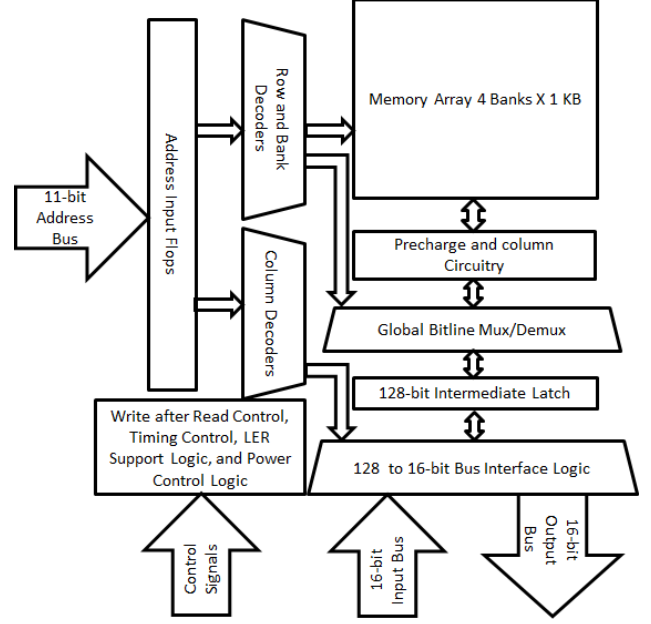 Memory Array 4 Banks X 1 KB
Row and Bank
Decoders
Address Input Flops
11-bit
Address
Bus
Precharge and column
Circuitry
Column Decoders
Global Bitline Mux/Demux
128-bit Intermediate Latch
Write after Read Control,
Timing Control, LER
Support Logic, and Power
Control Logic
128 to 16-bit Bus Interface Logic
Control
Signals
16-bit Input Bus
16-bit
Output
Bus